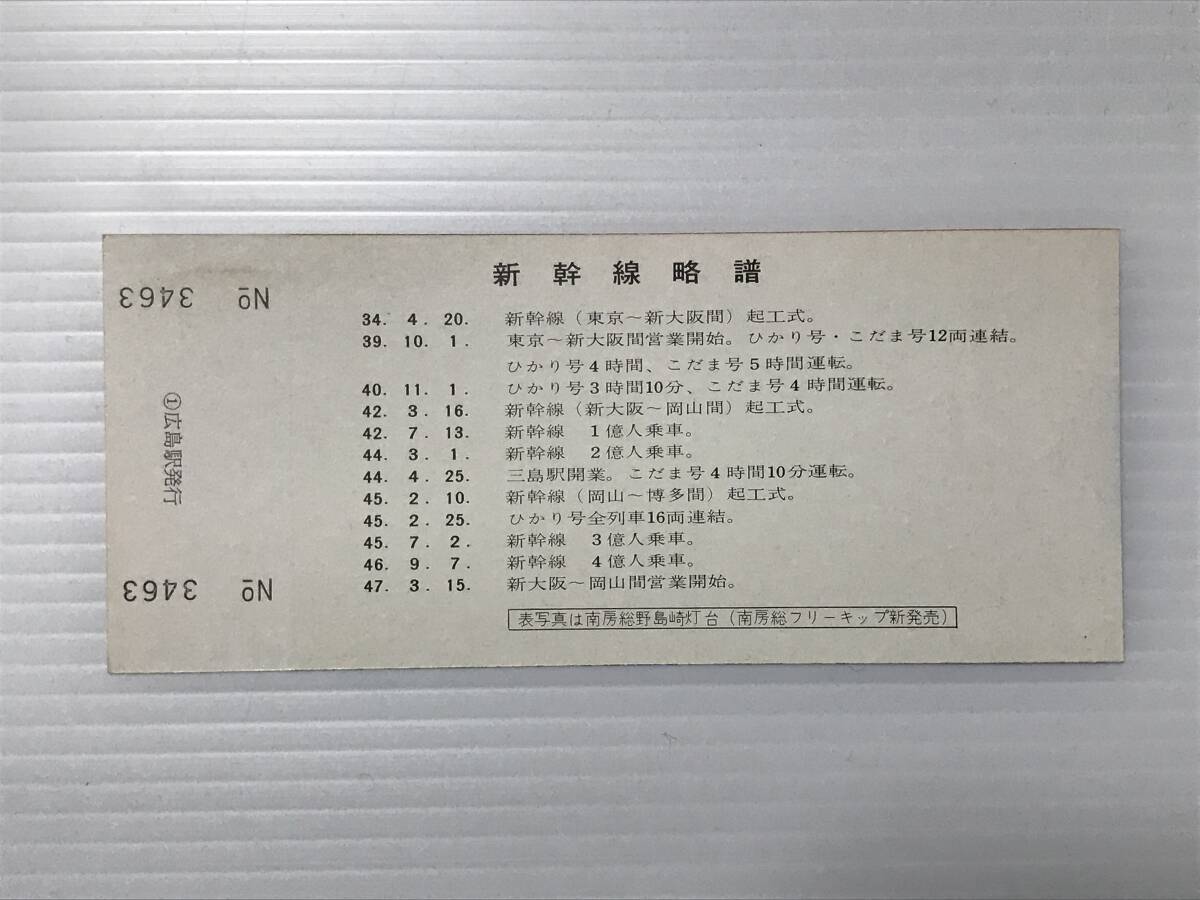 新幹線略譜
34. 4. 20. 新幹線（東京～新大阪間）起工式。
39. 10. 1. 東京～新大阪間営業開始。ひかり号・こだま号12両連結。
ひかり号4時間、こだま号5時間運転。
40. 11. 1. ひかり号3時間10分、こだま号4時間運転。
42. 3. 16. 新幹線（新大阪～岡山間）起工式。
42. 7. 13. 新幹線 1億人乗車。
44. 3. 1. 新幹線 2億人乗車。
44. 4. 25. 三島駅開業。こだま号4時間10分運転。
45. 2. 10. 新幹線（岡山～博多間）起工式。
45. 2. 25. ひかり号全列車16両連結。
45. 7. 2. 新幹線 3億人乗車。
46. 9. 7. 新幹線 4億人乗車。
47. 3. 15. 新大阪～岡山間営業開始。
表写真は南房総野島崎灯台（南房総フリーキップ新発売）
№ 3463
①広島駅発行
№ 3463